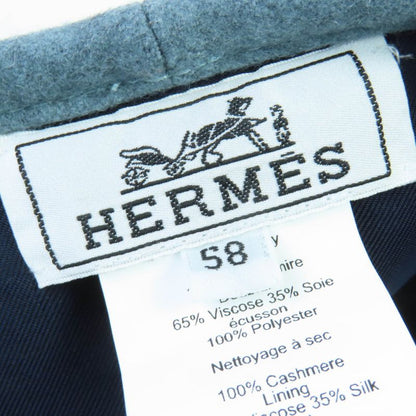 HERMÈS
58
65% Viscose 35% Soie
écusson
100% Polyester
Nettoyage à sec
100% Cashmere
Lining
Viscose 35% Silk